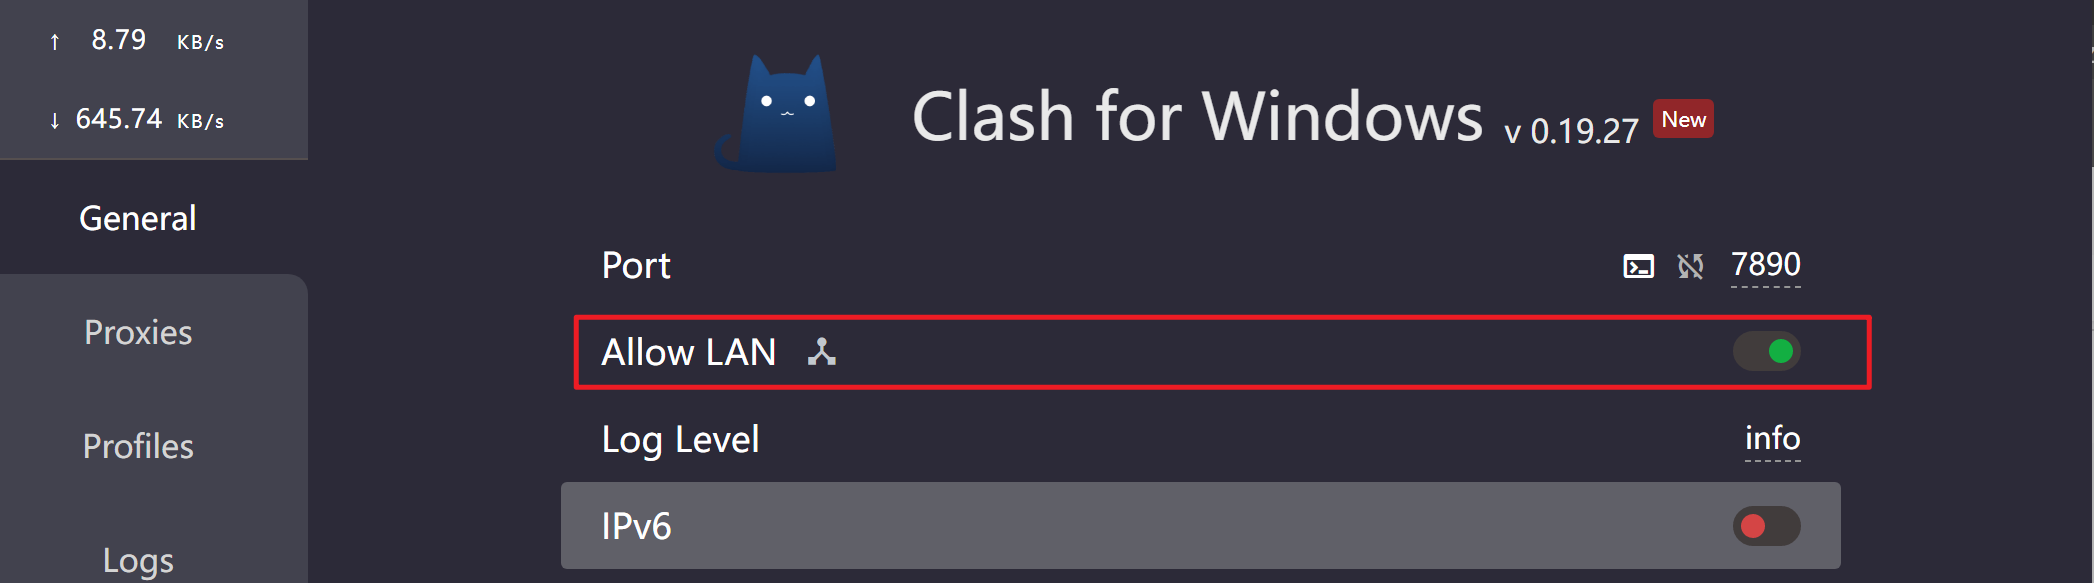 ↑ 8.79 KB/s
↓ 645.74 KB/s
General
Proxies
Profiles
Logs
Clash for Windows v 0.19.27 New
Port 7890
Allow LAN
Log Level info
IPv6